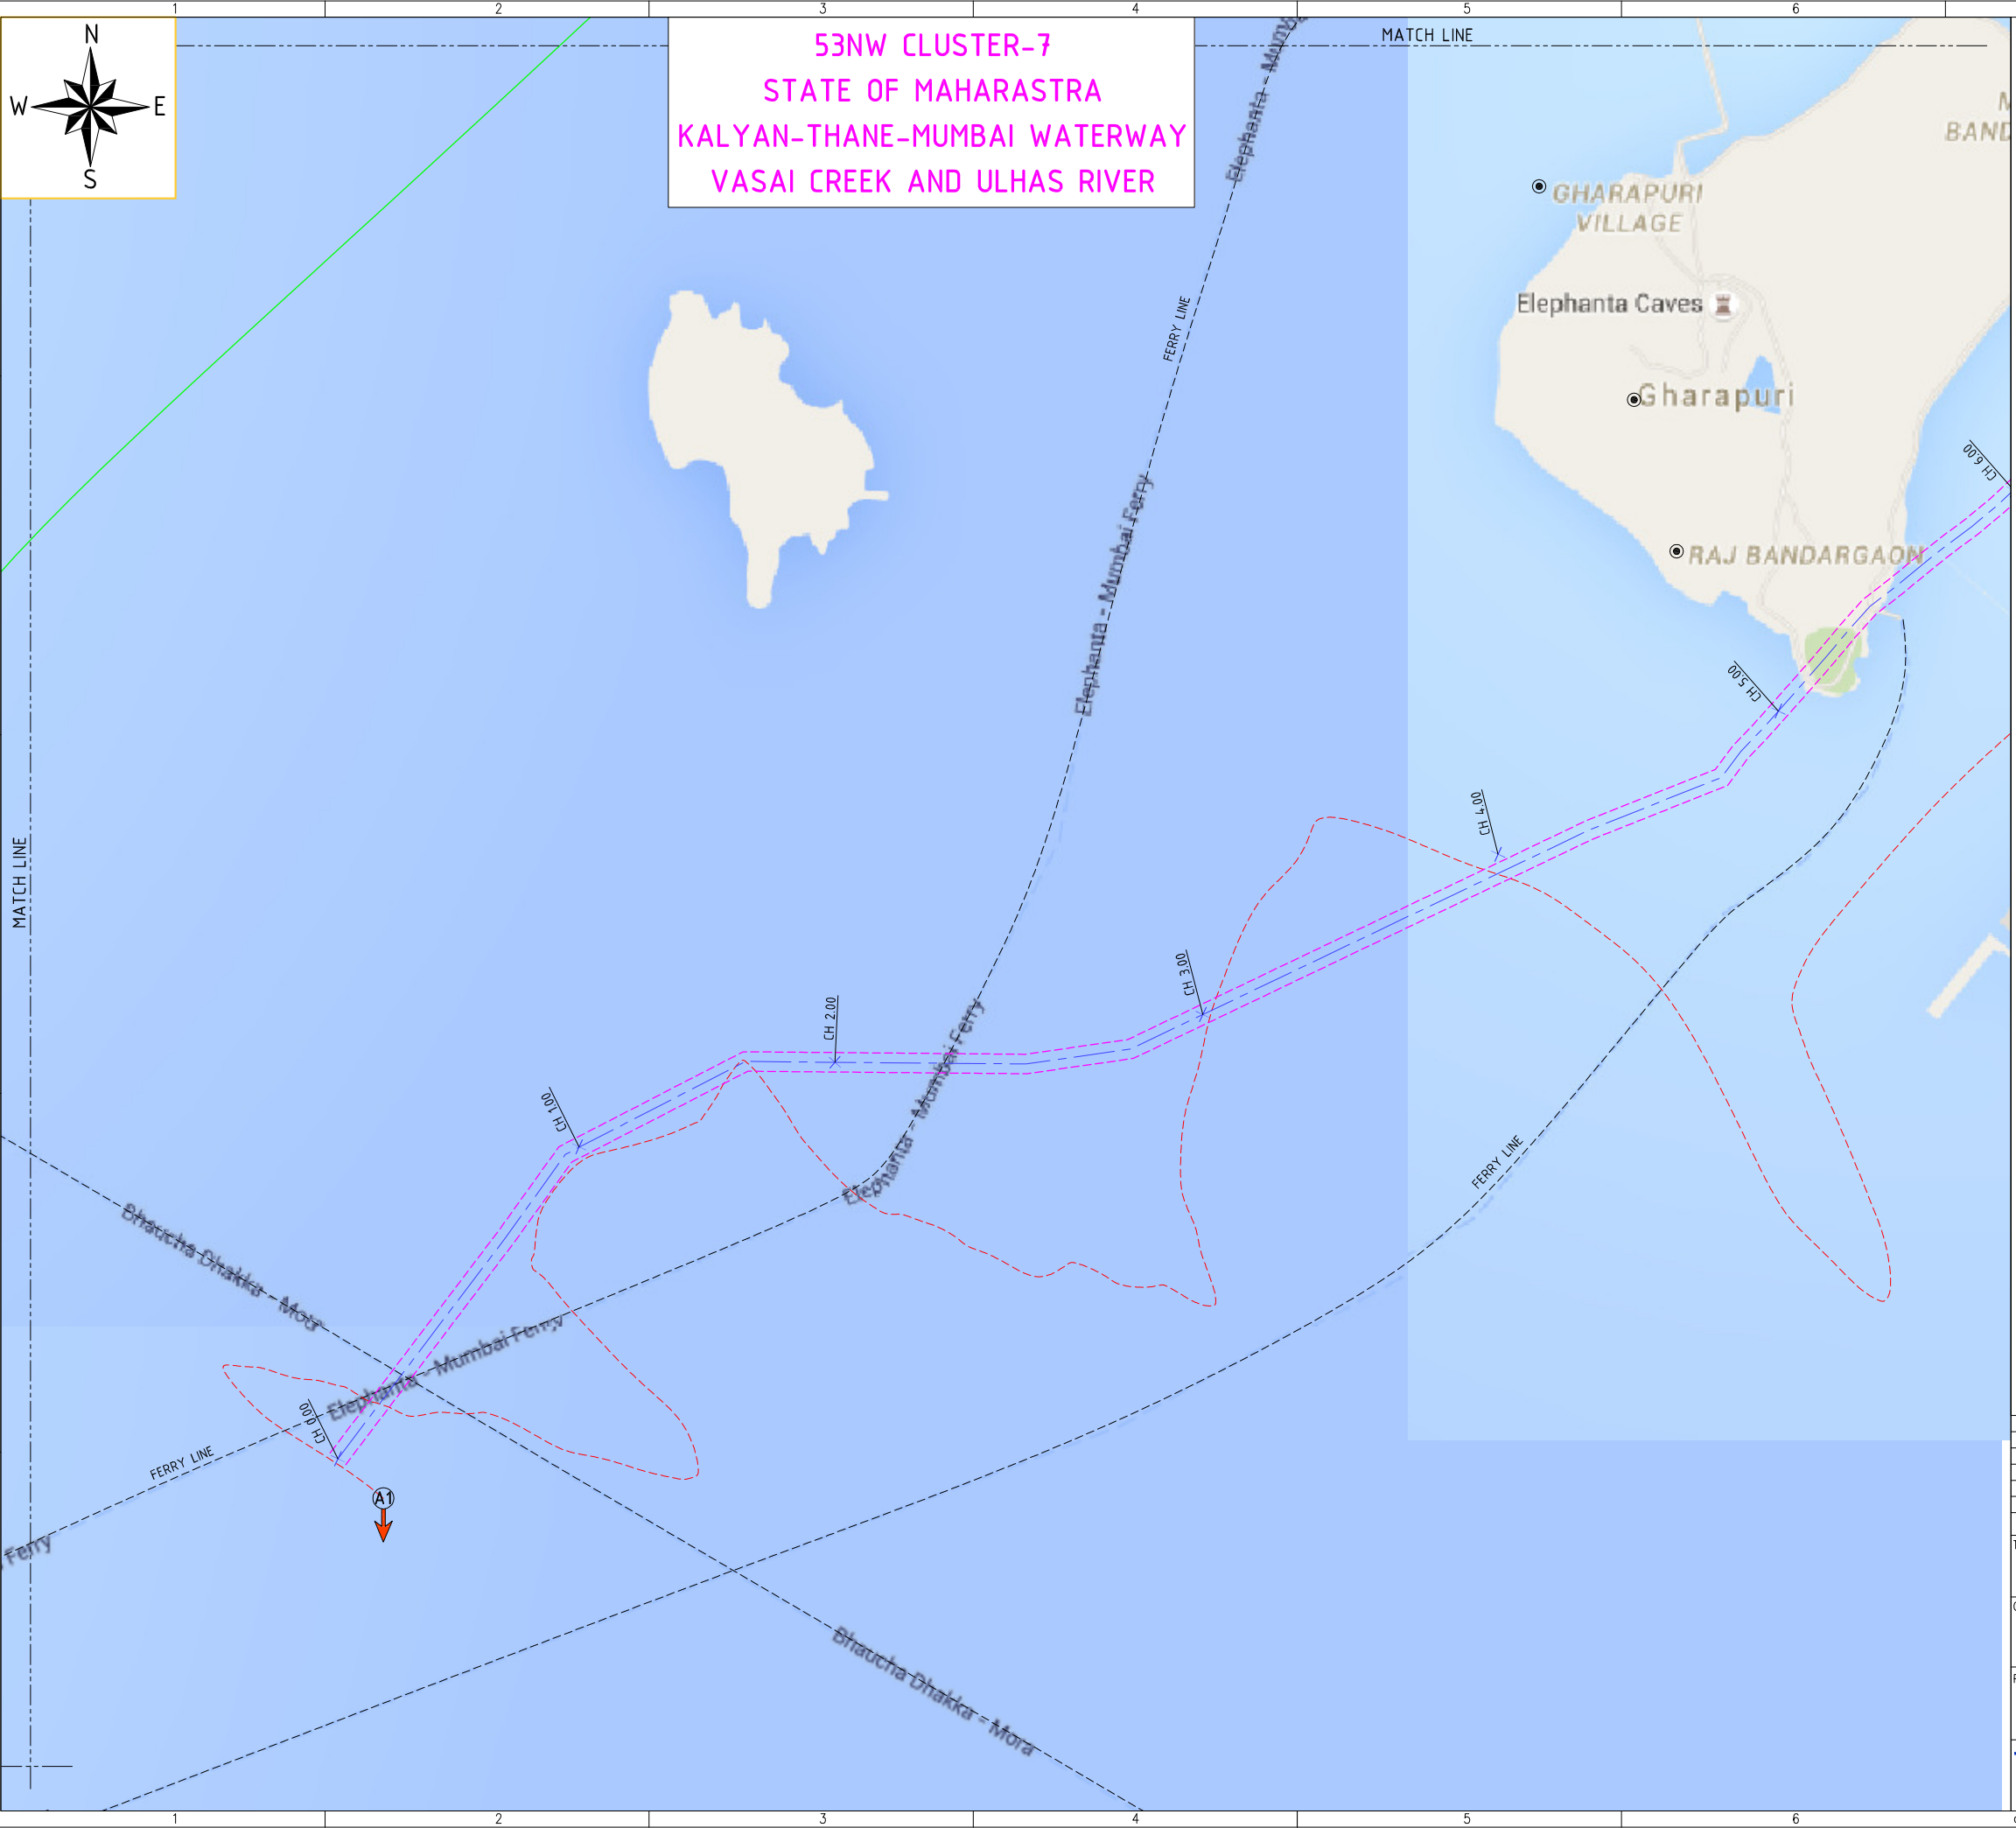 1 2 3 4 5 6
N
W E
S
53NW CLUSTER-7
STATE OF MAHARASTRA
KALYAN-THANE-MUMBAI WATERWAY
VASAI CREEK AND ULHAS RIVER
MATCH LINE
BAND
GHARAPURI
VILLAGE
Elephanta Caves
Gharapuri
RAJ BANDARGAON
Elephanta - Mumba
FERRY LINE
Elephanta - Mumbai Ferry
Elephanta - Mumbai Ferry
MATCH LINE
CH 6.00
CH 5.00
CH 4.00
CH 3.00
CH 2.00
CH 1.00
CH 0.00
Bhaucha Dhakka - Mora
Elephanta - Mumbai Ferry
FERRY LINE
FERRY LINE
Ferry
A1
Bhaucha Dhakka - Mora
1 2 3 4 5 6